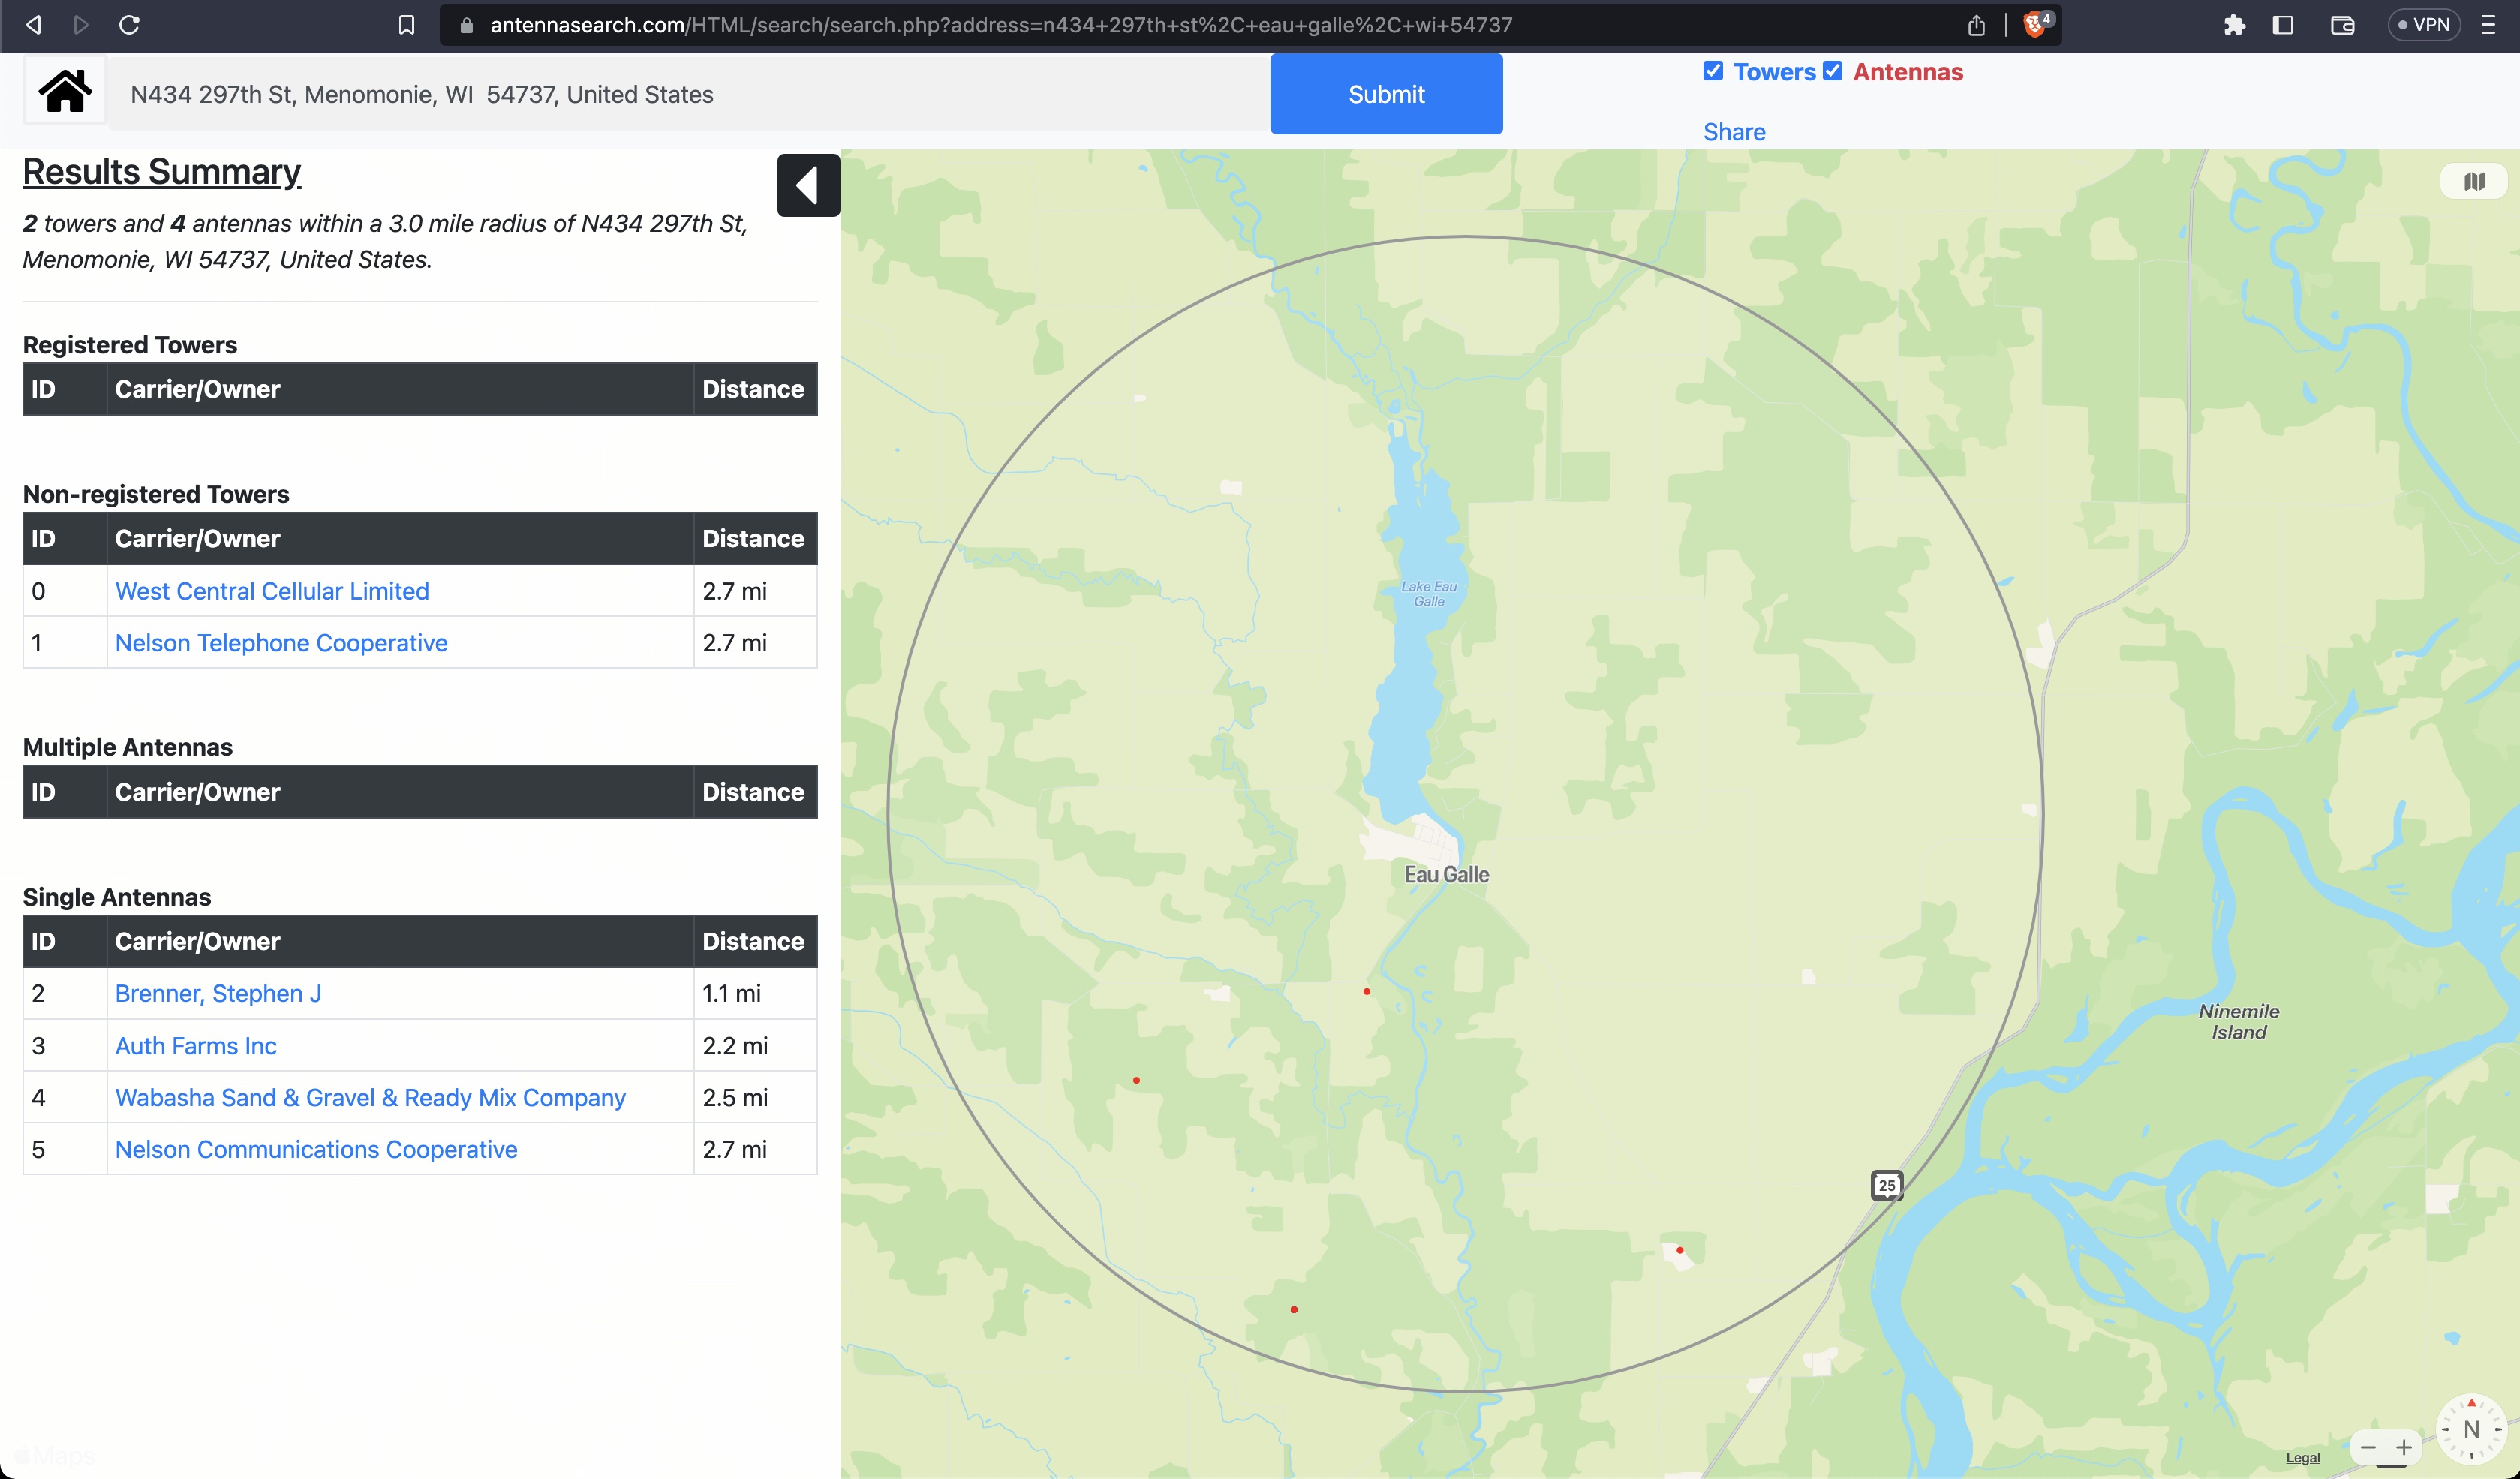 antennasearch.com/HTML/search/search.php?address=n434+297th+st%2C+eau+galle%2C+wi+54737
4
VPN
N434 297th St, Menomonie, WI  54737, United States
Submit
Towers
Antennas
Share
Results Summary
2 towers and 4 antennas within a 3.0 mile radius of N434 297th St,
Menomonie, WI 54737, United States.
Registered Towers
ID Carrier/Owner Distance
Non-registered Towers
ID Carrier/Owner Distance
0 West Central Cellular Limited 2.7 mi
1 Nelson Telephone Cooperative 2.7 mi
Multiple Antennas
ID Carrier/Owner Distance
Single Antennas
ID Carrier/Owner Distance
2 Brenner, Stephen J 1.1 mi
3 Auth Farms Inc 2.2 mi
4 Wabasha Sand & Gravel & Ready Mix Company 2.5 mi
5 Nelson Communications Cooperative 2.7 mi
Maps
Lake Eau
Galle
Eau Galle
Ninemile
Island
25
N
Legal